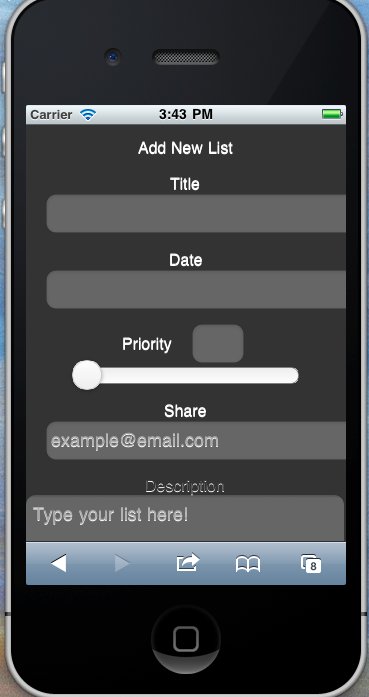 Carrier 3:43 PM
Add New List
Title
Date
Priority
Share
example@email.com
Description
Type your list here!
8